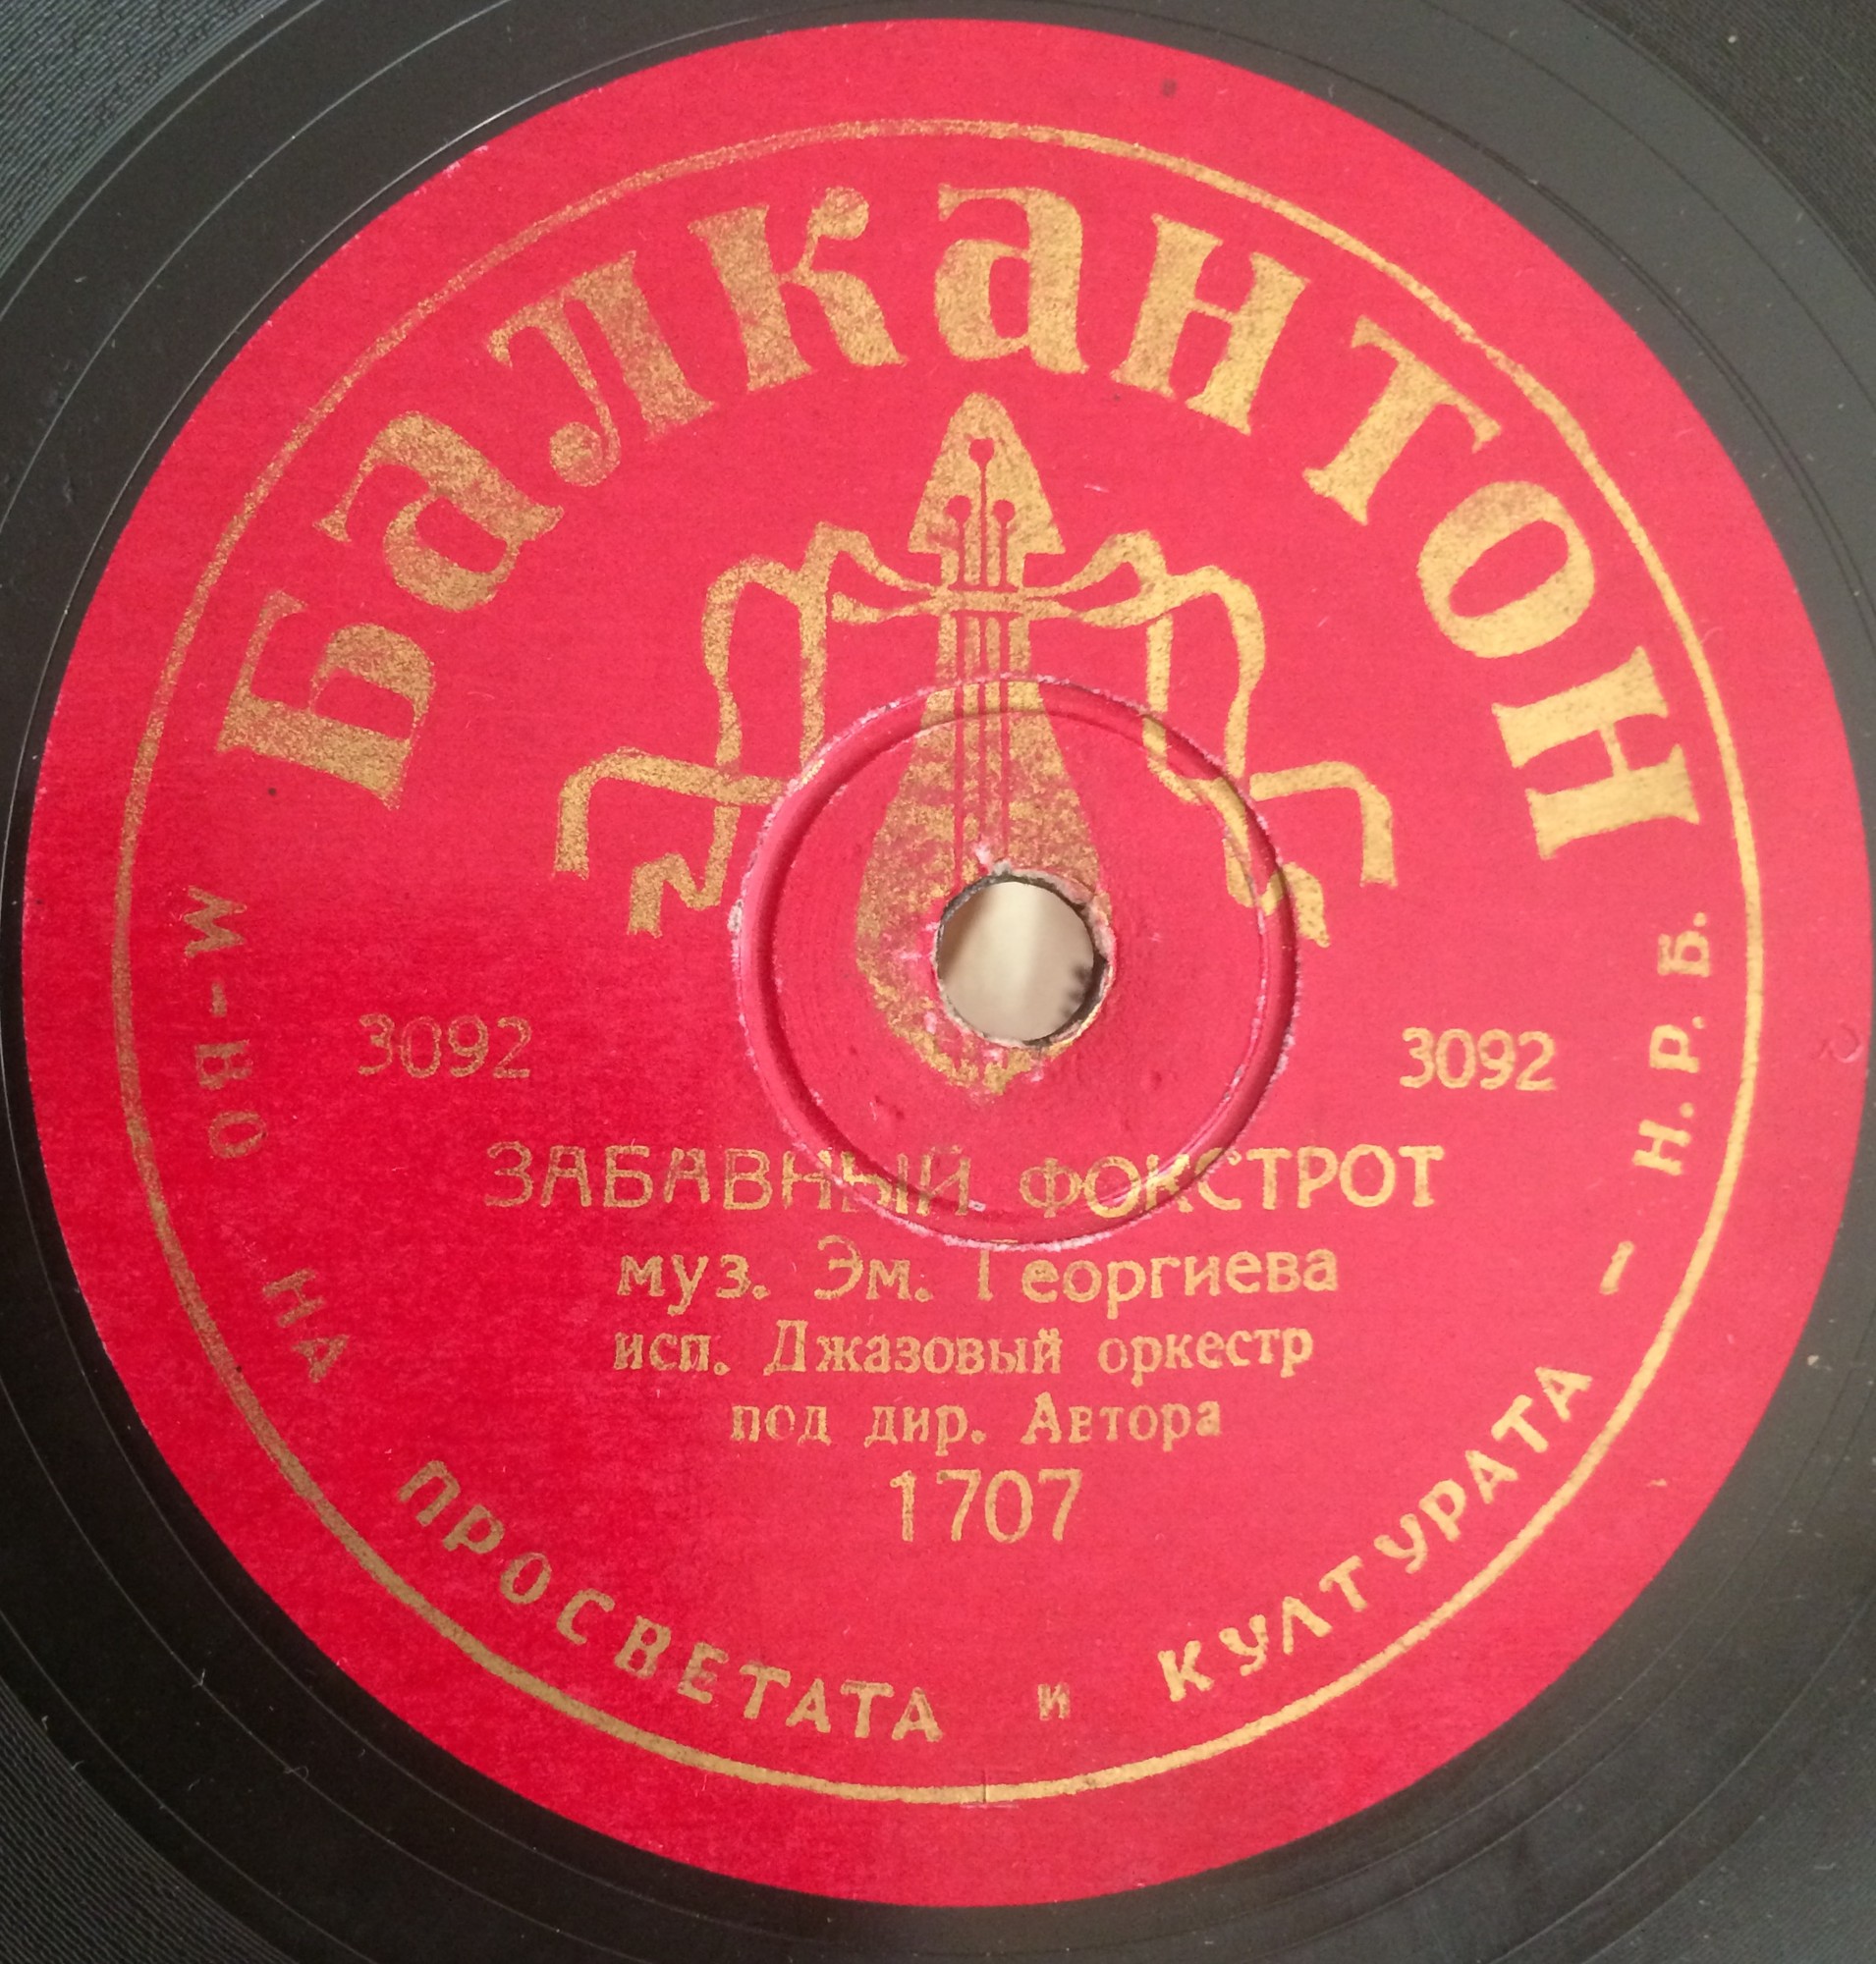 Балкантон
3092 3092
ЗАБАВНЫЙ ФОКСТРОТ
муз. Эм. Георгиева
исп. Джазовый оркестр
под дир. Автора
1707
М-ВО НА ПРОСВЕТАТА И КУЛТУРАТА – Н.Р.Б.